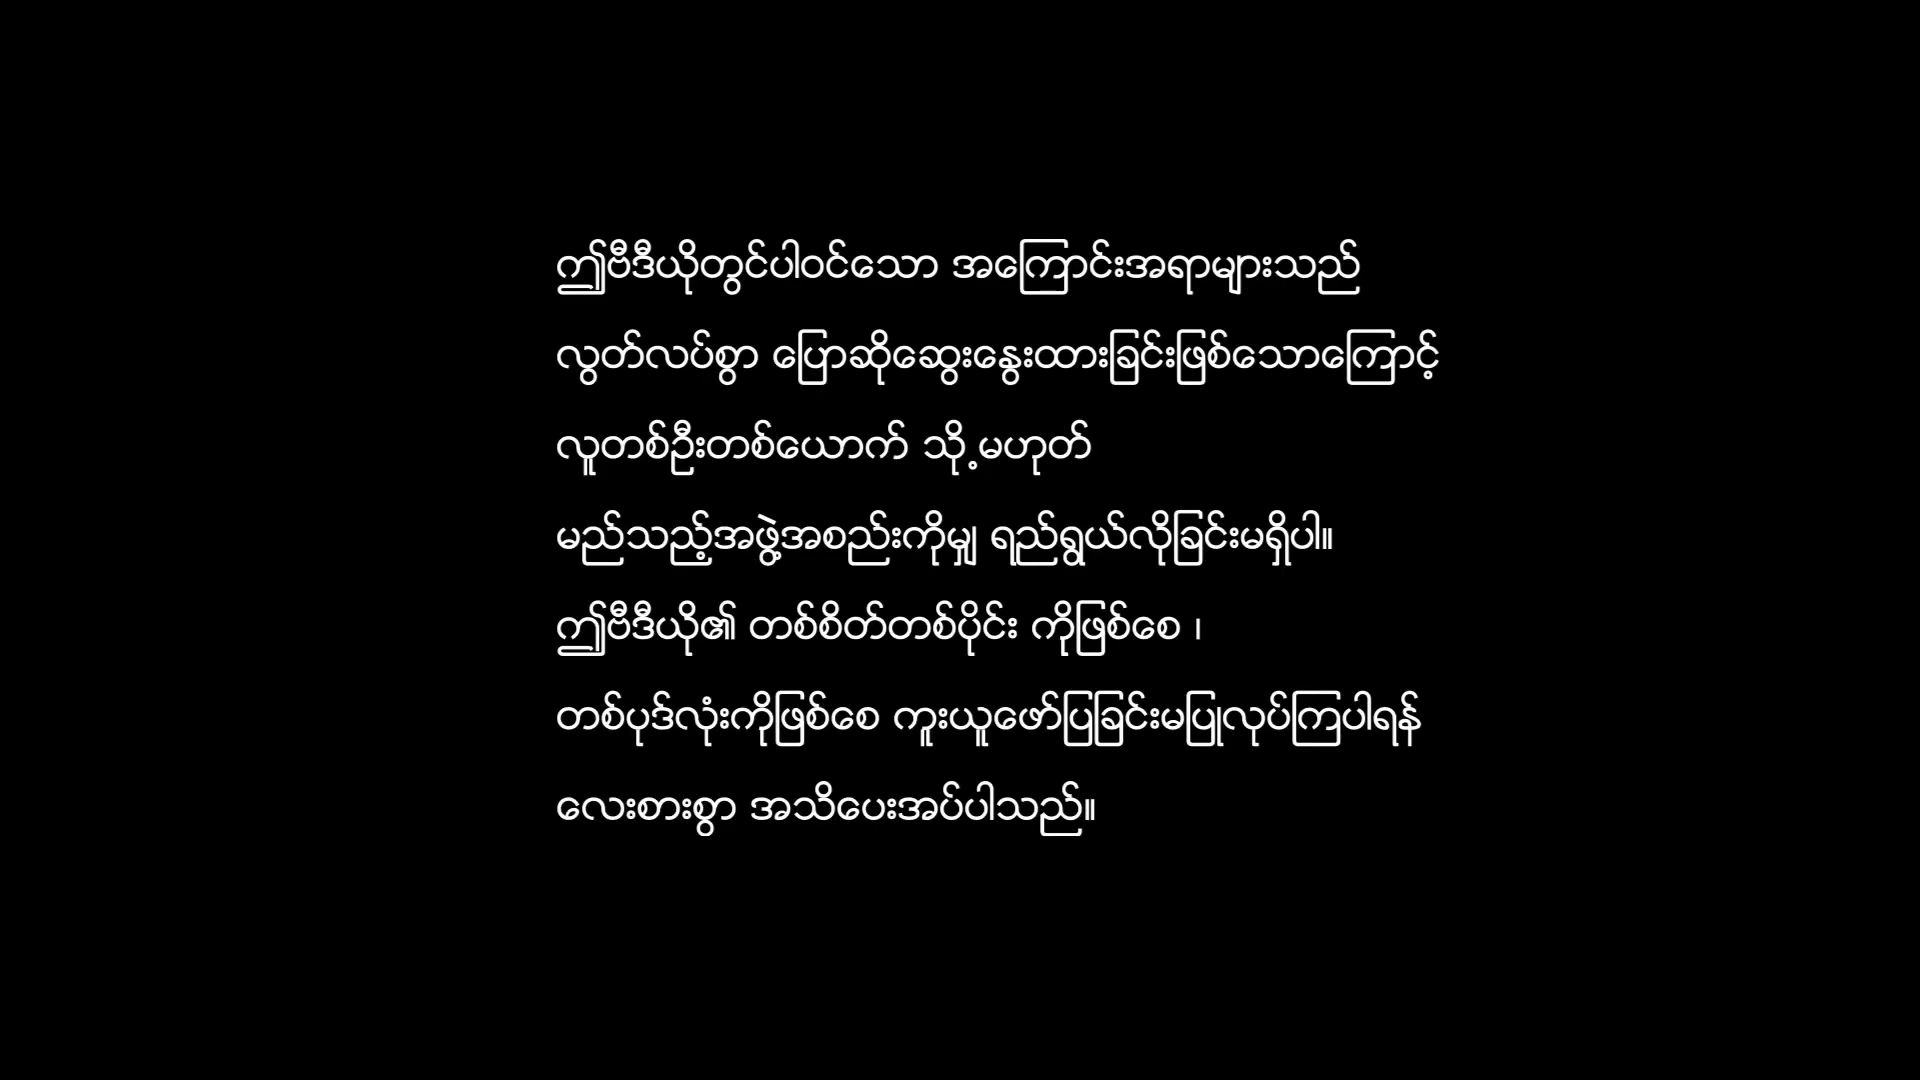 ဤဗီဒီယိုတွင်ပါဝင်သော အကြောင်းအရာများသည်
လွတ်လပ်စွာ ပြောဆိုဆွေးနွေးထားခြင်းဖြစ်သောကြောင့်
လူတစ်ဦးတစ်ယောက် သို့မဟုတ်
မည်သည့်အဖွဲ့အစည်းကိုမျှ ရည်ရွယ်လိုခြင်းမရှိပါ။
ဤဗီဒီယို၏ တစ်စိတ်တစ်ပိုင်း ကိုဖြစ်စေ ၊
တစ်ပုဒ်လုံးကိုဖြစ်စေ ကူးယူဖော်ပြခြင်းမပြုလုပ်ကြပါရန်
လေးစားစွာ အသိပေးအပ်ပါသည်။